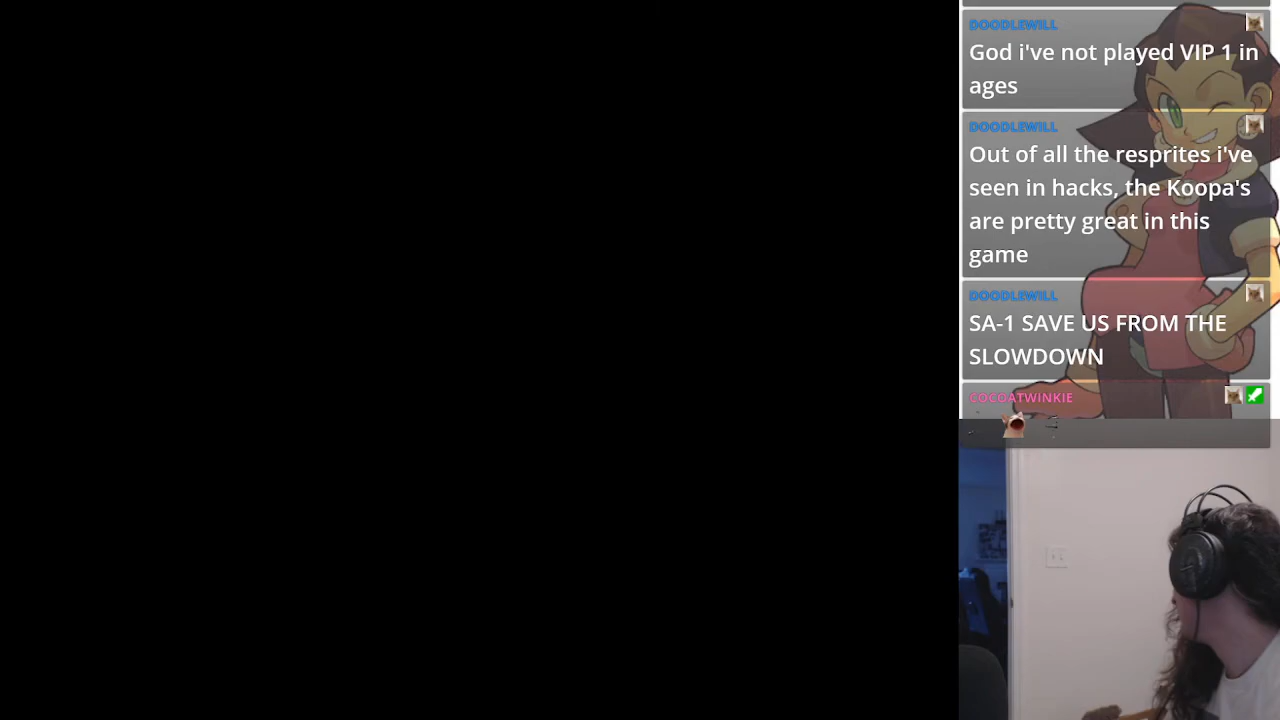 DOODLEWILL
God i've not played VIP 1 in
ages
DOODLEWILL
Out of all the resprites i've
seen in hacks, the Koopa's
are pretty great in this
game
DOODLEWILL
SA-1 SAVE US FROM THE
SLOWDOWN
COCOATWINKIE